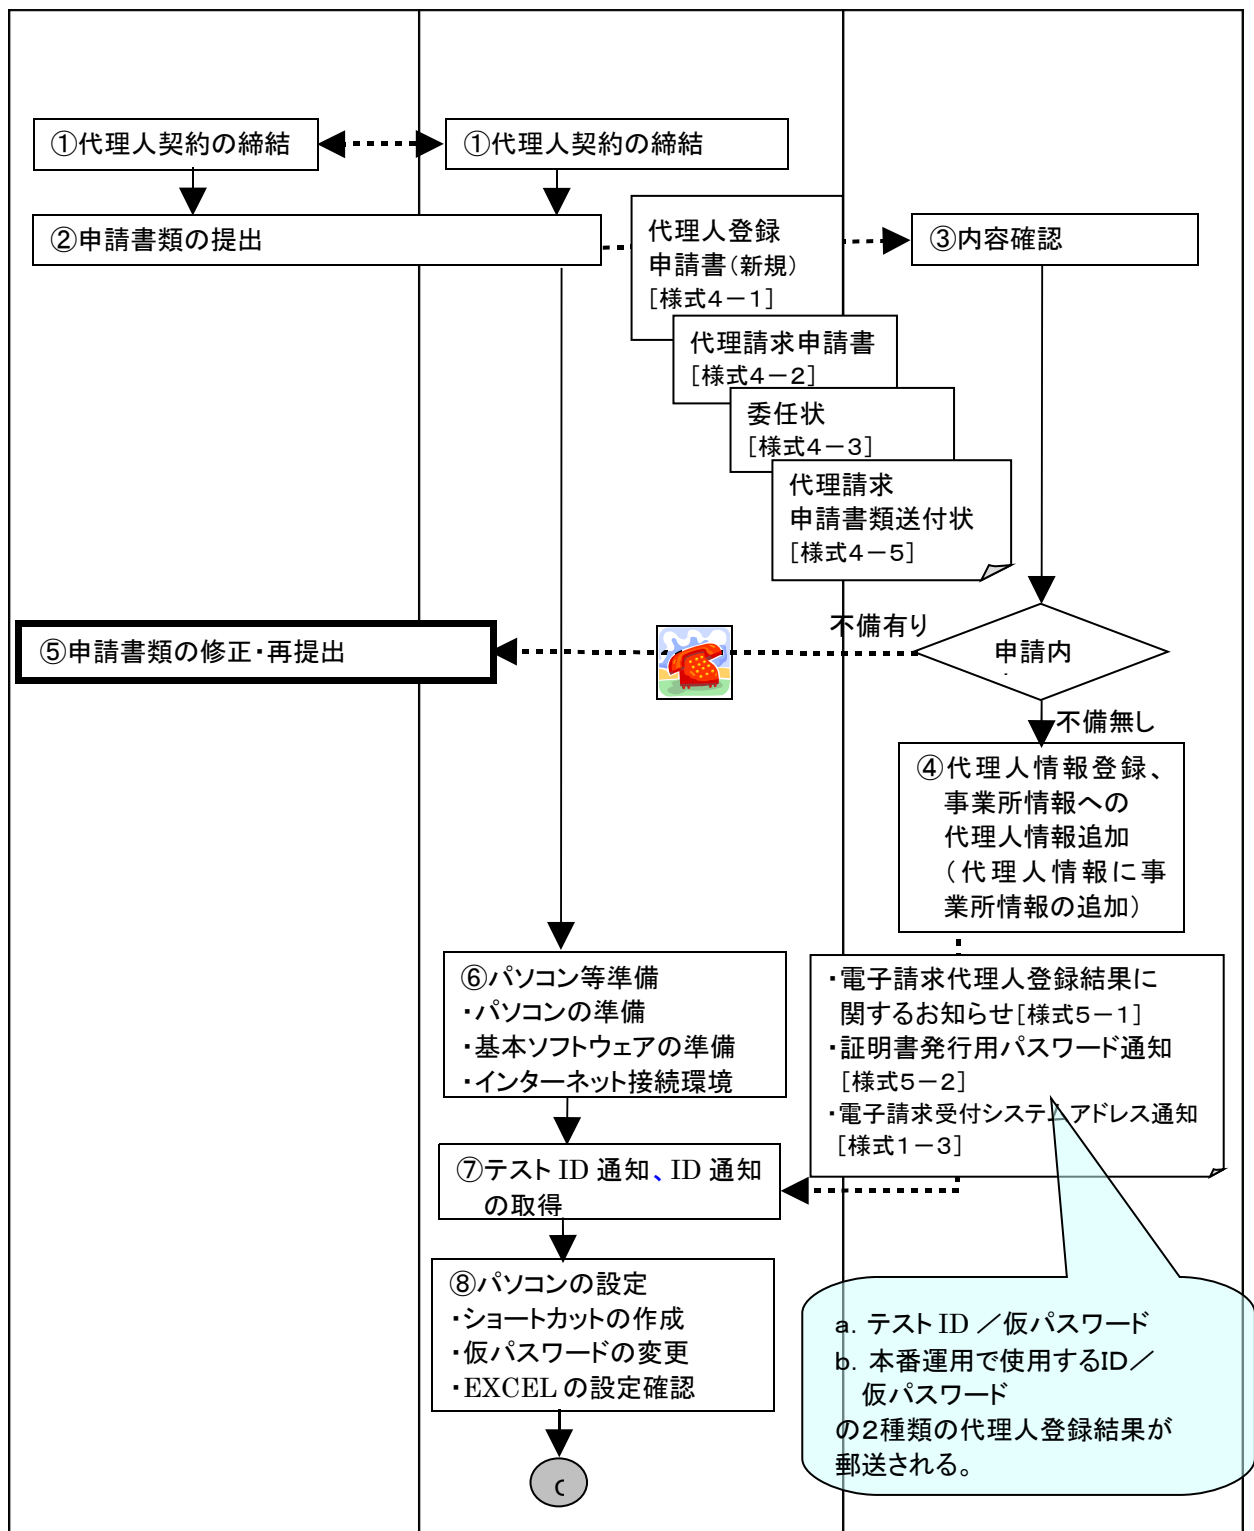 ①代理人契約の締結
①代理人契約の締結
②申請書類の提出
代理人登録
申請書（新規）
[様式４－１]
③内容確認
代理請求申請書
[様式４－２]
委任状
[様式４－３]
代理請求
申請書類送付状
[様式４－５]
不備有り
⑤申請書類の修正・再提出
申請内
不備無し
④代理人情報登録、
事業所情報への
代理人情報追加
（代理人情報に事
業所情報の追加）
⑥パソコン等準備
・パソコンの準備
・基本ソフトウェアの準備
・インターネット接続環境
・電子請求代理人登録結果に
関するお知らせ[様式５－１]
・証明書発行用パスワード通知
[様式５－２]
・電子請求受付システムアドレス通知
[様式１－３]
⑦テスト ID 通知、ID 通知
の取得
⑧パソコンの設定
・ショートカットの作成
・仮パスワードの変更
・EXCEL の設定確認
ａ．テスト ID ／仮パスワード
ｂ．本番運用で使用するID／
仮パスワード
の２種類の代理人登録結果が
郵送される。